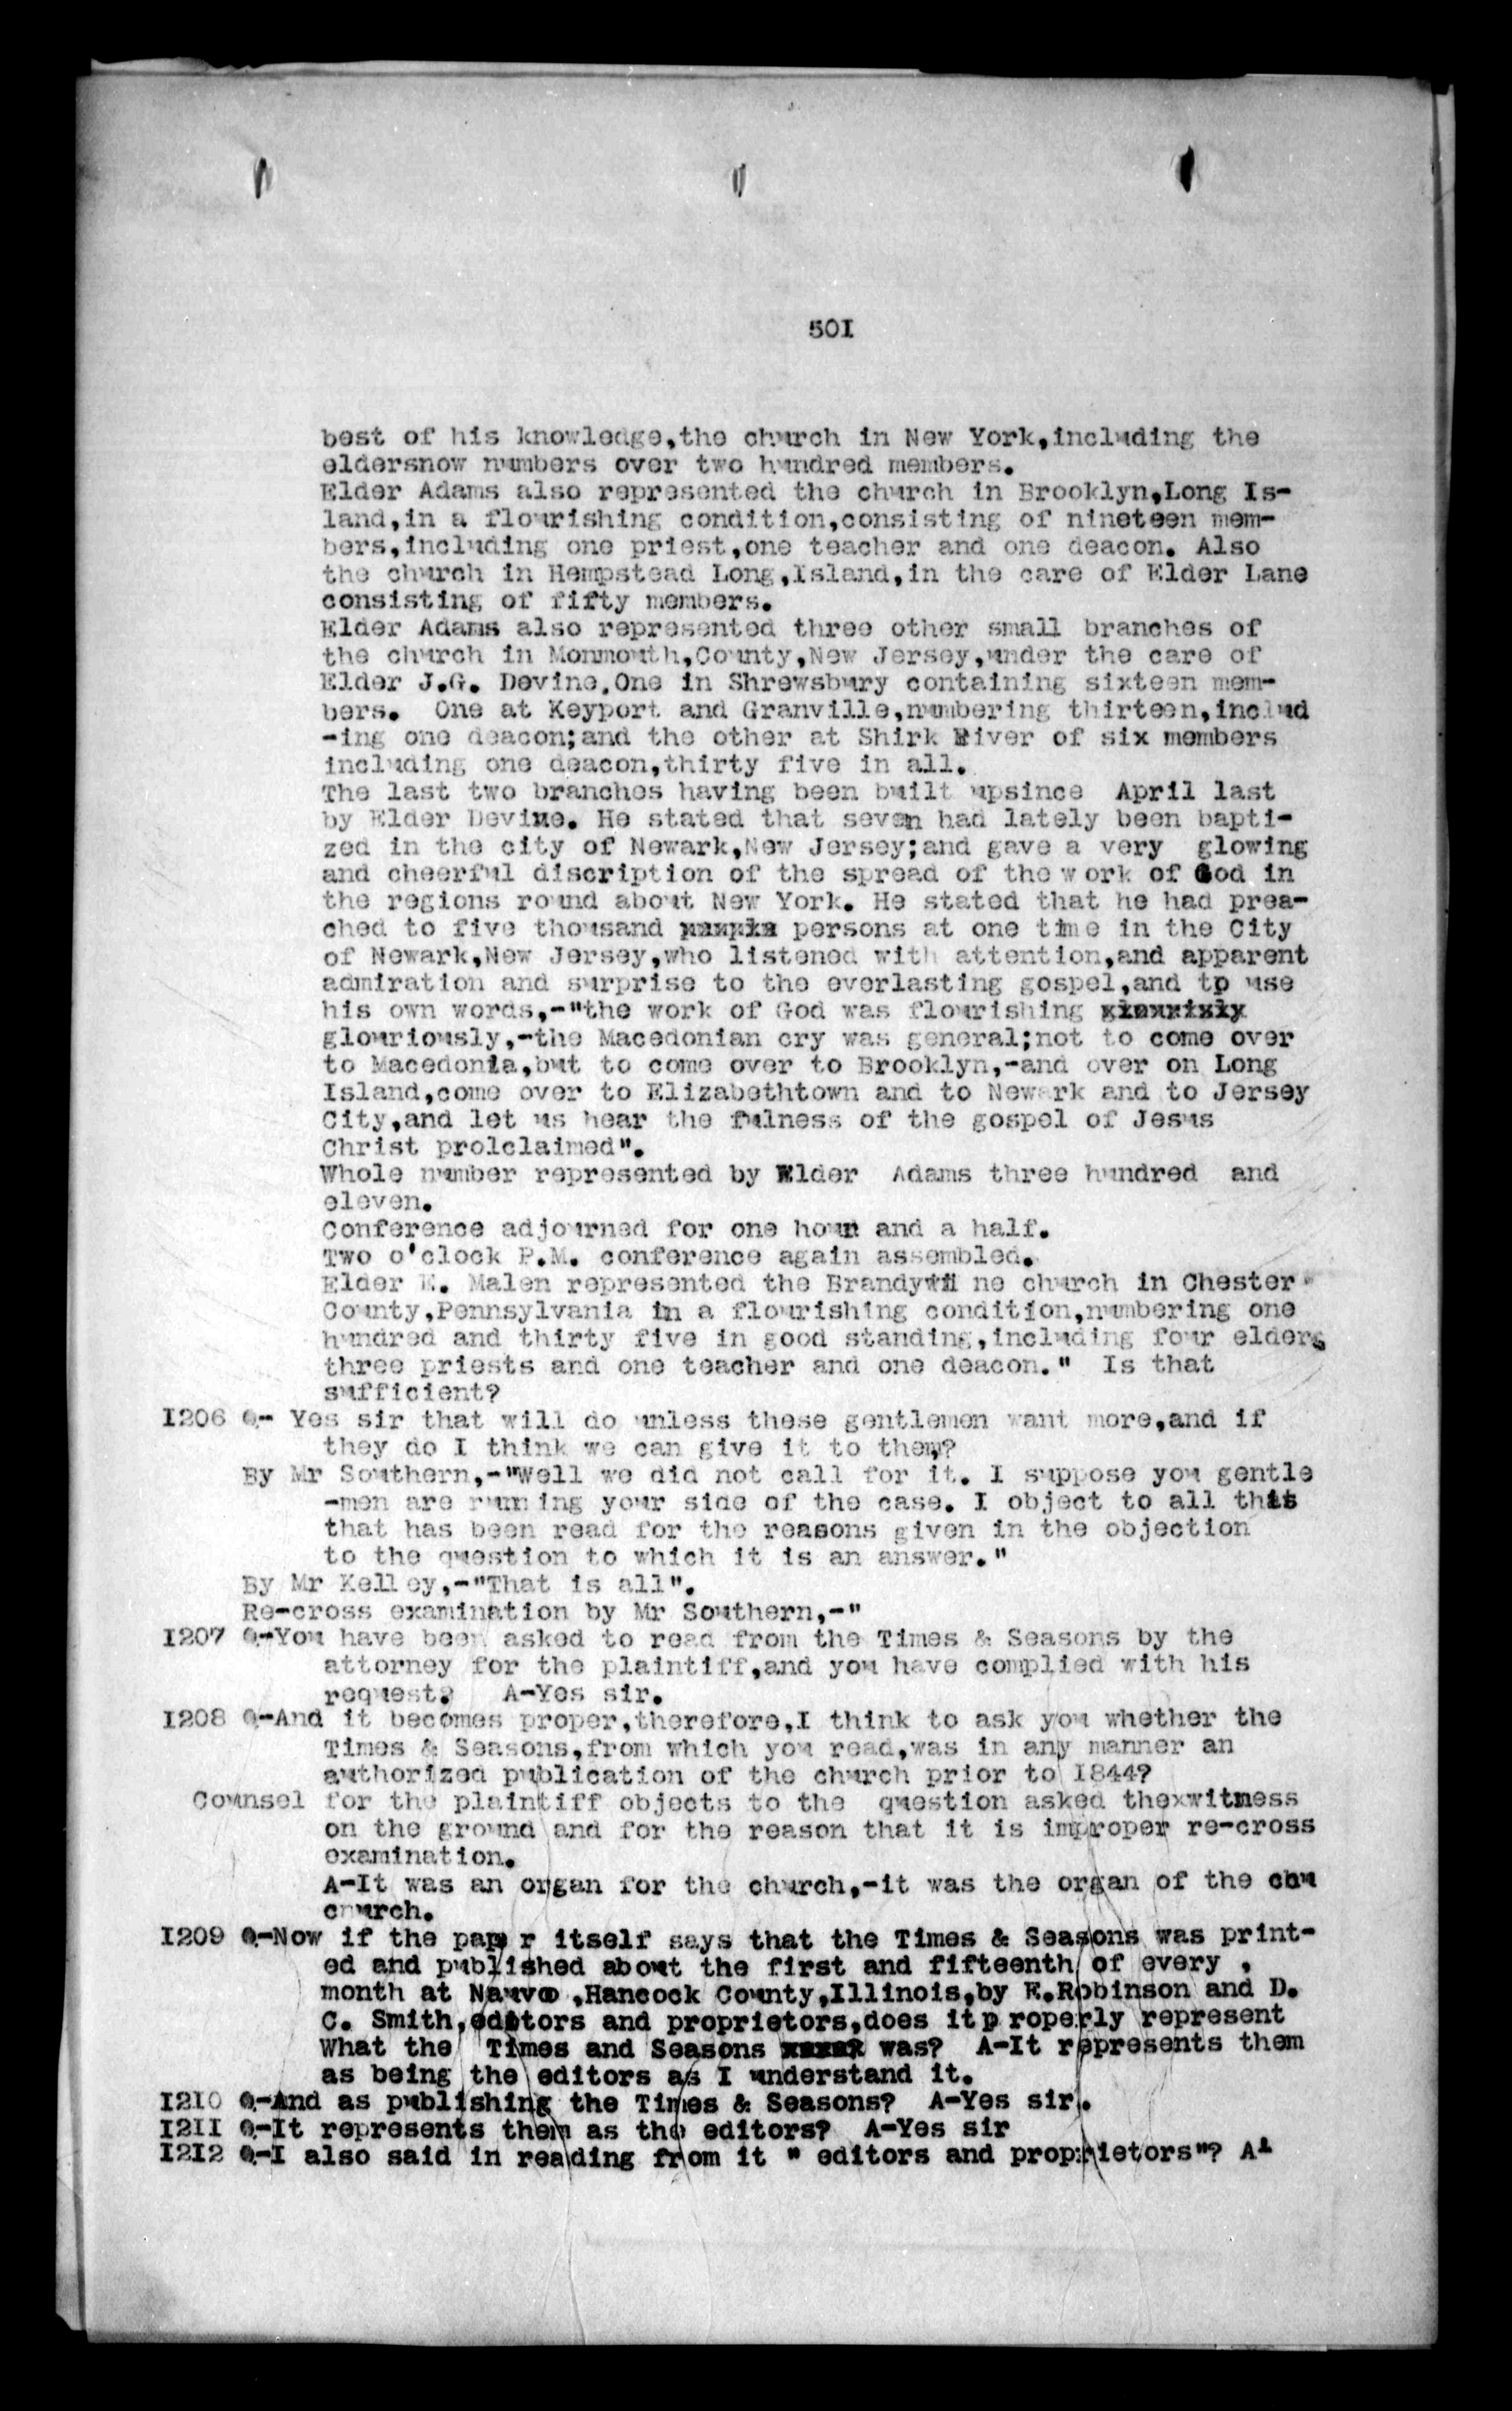 501
best of his knowledge,the church in New York,including the
eldersnow numbers over two hundred members.
Elder Adams also represented the church in Brooklyn,Long Is-
land,in a flourishing condition,consisting of nineteen mem-
bers,including one priest,one teacher and one deacon. Also
the church in Hempstead Long,Island,in the care of Elder Lane
consisting of fifty members.
Elder Adams also represented three other small branches of
the church in Monmouth,County,New Jersey,under the care of
Elder J.G. Devine.One in Shrewsbury containing sixteen mem-
bers.  One at Keyport and Granville,numbering thirteen,includ
-ing one deacon;and the other at Shirk River of six members
including one deacon,thirty five in all.
The last two branches having been built upsince  April last
by Elder Devine. He stated that seven had lately been bapti-
zed in the city of Newark,New Jersey;and gave a very  glowing
and cheerful discription of the spread of the work of God in
the regions round about New York. He stated that he had prea-
ched to five thousand persons at one time in the City
of Newark,New Jersey,who listened with attention,and apparent
admiration and surprise to the everlasting gospel,and to use
his own words,-"the work of God was flourishing
glouriously,-the Macedonian cry was general;not to come over
to Macedonia,but to come over to Brooklyn,-and over on Long
Island,come over to Elizabethtown and to Newark and to Jersey
City,and let us hear the fulness of the gospel of Jesus
Christ prolclaimed".
Whole number represented by Elder  Adams three hundred  and
eleven.
Conference adjourned for one hour and a half.
Two o'clock P.M. conference again assembled.
Elder E. Malen represented the Brandywi ne church in Chester
County,Pennsylvania in a flourishing condition,numbering one
hundred and thirty five in good standing,including four elders
three priests and one teacher and one deacon."  Is that
sufficient?
I206 Q- Yes sir that will do unless these gentlemen want more,and if
they do I think we can give it to them?
By Mr Southern,-"Well we did not call for it. I suppose you gentle
-men are running your side of the case. I object to all this
that has been read for the reasons given in the objection
to the question to which it is an answer."
By Mr Kelley,-"That is all".
Re-cross examination by Mr Southern,-"
I207 Q-You have been asked to read from the Times & Seasons by the
attorney for the plaintiff,and you have complied with his
request?   A-Yes sir.
I208 Q-And it becomes proper,therefore,I think to ask you whether the
Times & Seasons,from which you read,was in any manner an
authorized publication of the church prior to I844?
Counsel for the plaintiff objects to the  question asked thexwitness
on the ground and for the reason that it is improper re-cross
examination.
A-It was an organ for the church,-it was the organ of the chu
church.
I209 Q-Now if the pap r itself says that the Times & Seasons was print-
ed and published about the first and fifteenth of every .
month at Nauvoo ,Hancock County,Illinois,by E.Robinson and D.
C. Smith,editors and proprietors,does itp roperly represent
What the  Times and Seasons was?  A-It represents them
as being the editors as I understand it.
I210 Q-And as publishing the Times & Seasons?  A-Yes sir.
I211 Q-It represents them as the editors?  A-Yes sir
I212 Q-I also said in reading from it " editors and proprietors"? A-